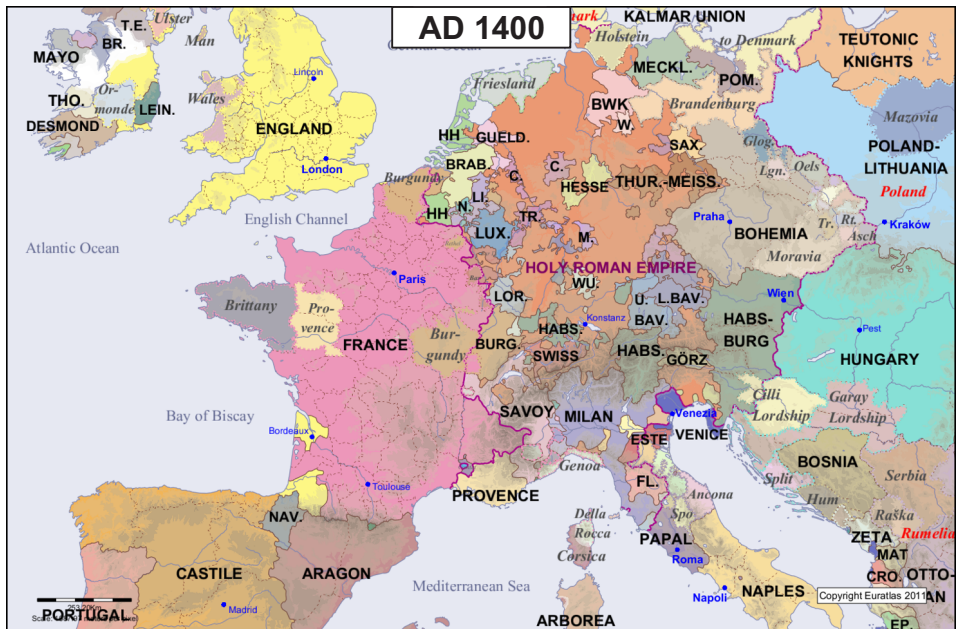 AD 1400
Ulster
T.E.
Man
BR.
MAYO
THO.
Or-
monde
LEIN.
DESMOND
Wales
Lincoln
ENGLAND
London
English Channel
Atlantic Ocean
Bay of Biscay
Mediterranean Sea
KALMAR UNION
Holstein
to Denmark
TEUTONIC
KNIGHTS
MECKL.
POM.
Friesland
BWK
W.
Brandenburg
Mazovia
HH
GUELD.
SAX.
Glog.
POLAND-
LITHUANIA
Poland
BRAB.
Burgundy
C.
C.
HESSE
THUR.-MEISS.
Lgn.
Oels
LI.
N.
HH
TR.
LUX.
M.
Praha
BOHEMIA
Tr.
Rt.
Asch
Kraków
Moravia
HOLY ROMAN EMPIRE
Paris
Brittany
Pro-
vence
FRANCE
Bur-
gundy
LOR.
WÜ.
U.
BAV.
L.BAV.
Wien
HABS-
BURG
Pest
HUNGARY
Konstanz
BURG.
HABS.
SWISS
HABS.
GÖRZ
Cilli
Lordship
Garay
Lordship
SAVOY
MILAN
Venezia
VENICE
ESTE
Bordeaux
Toulouse
PROVENCE
Genoa
FL.
Ancona
Split
BOSNIA
Hum
Serbia
Raška
Rumelia
NAV.
Della
Rocca
Corsica
Spo
PAPAL
Roma
ZETA
MAT
CRO.
OTTO-
AN
EP.
CASTILE
ARAGON
Madrid
PORTUGAL
ARBOREA
Napoli
NAPLES
Copyright Euratlas 2011